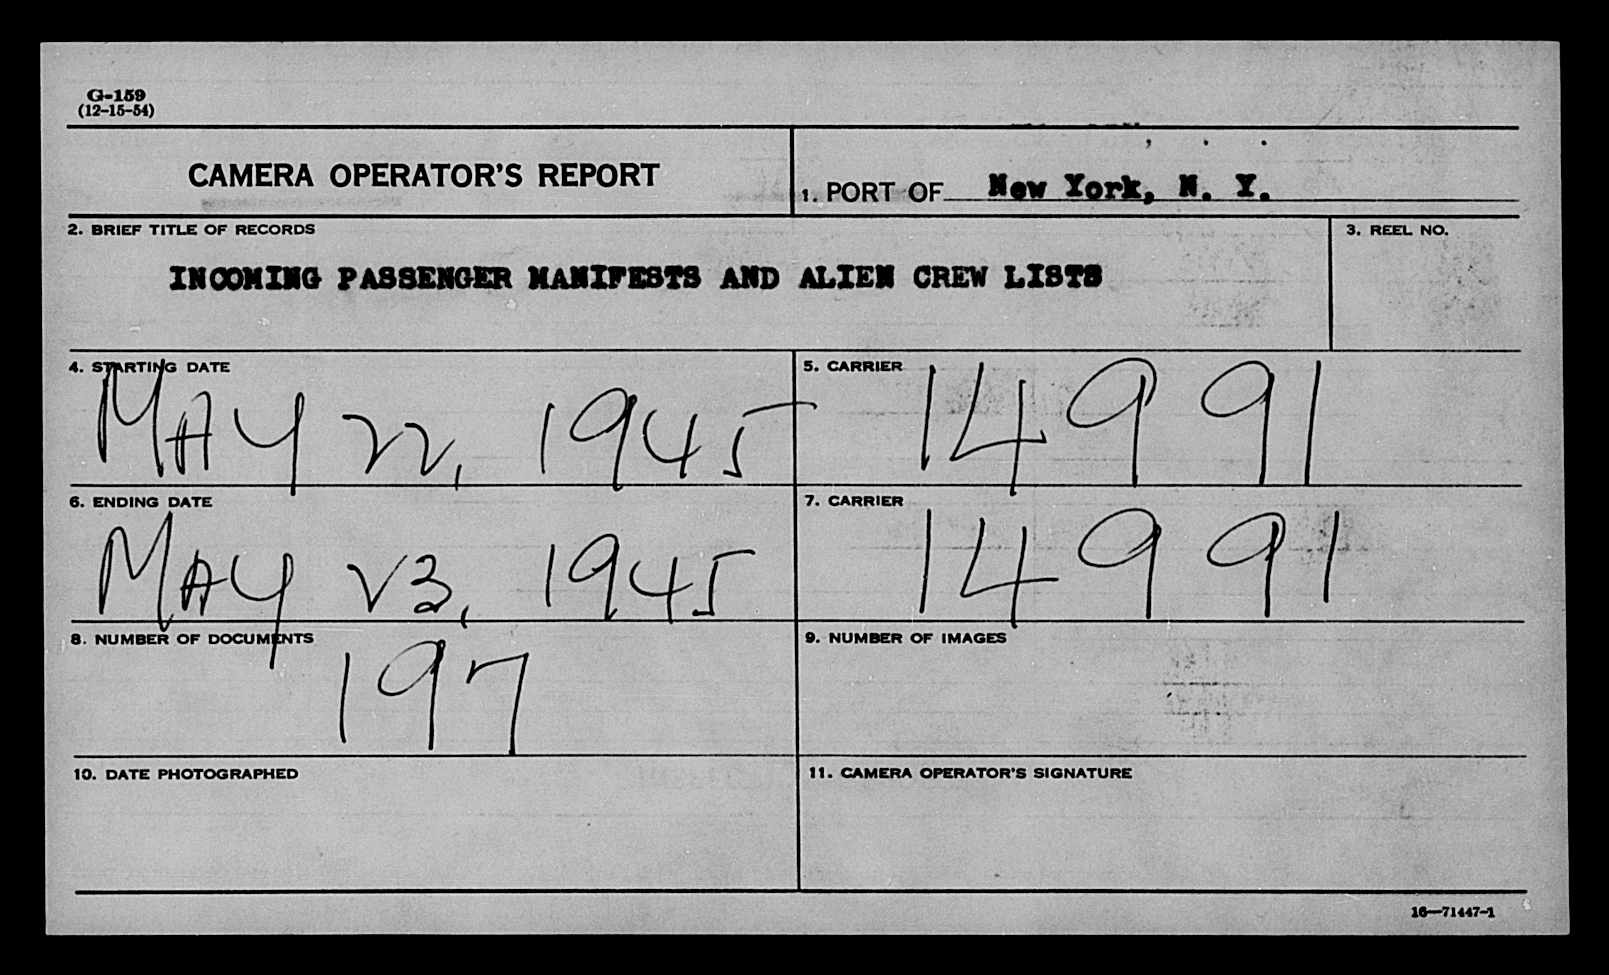 G-159
(12-15-54)
CAMERA OPERATOR'S REPORT
1. PORT OF New York, N. Y.
2. BRIEF TITLE OF RECORDS
3. REEL NO.
INCOMING PASSENGER MANIFESTS AND ALIEN CREW LISTS
4. STARTING DATE
5. CARRIER
MAY 22, 1945
14991
6. ENDING DATE
7. CARRIER
MAY 23, 1945
14991
8. NUMBER OF DOCUMENTS
9. NUMBER OF IMAGES
197
10. DATE PHOTOGRAPHED
11. CAMERA OPERATOR'S SIGNATURE
16—71447-1